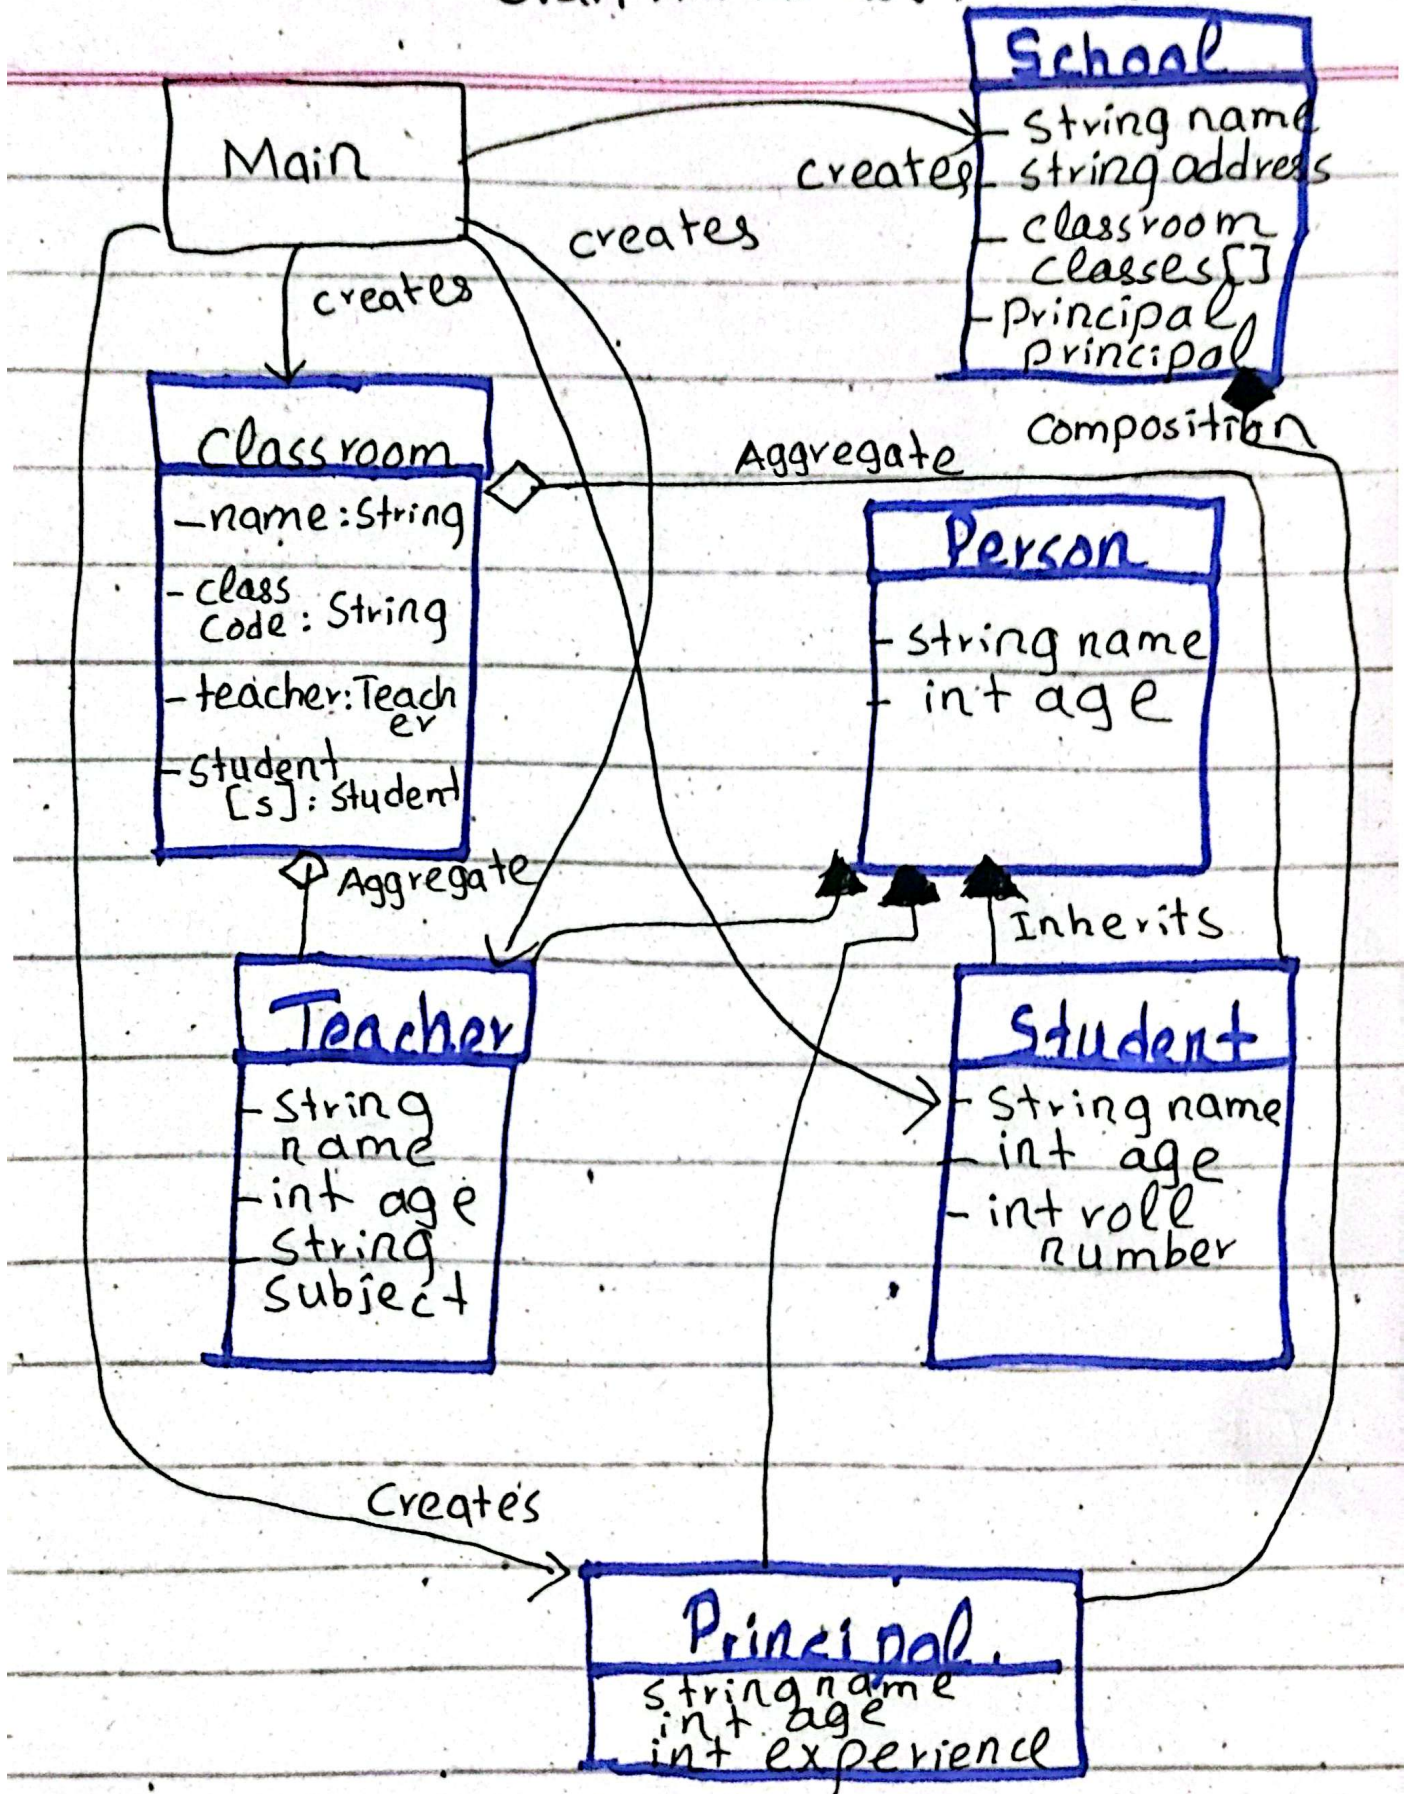 School
Main
- string name
creates
- string address
creates
- classroom
classes[]
creates
- principal
principal
Composition
Classroom
Aggregate
- name : String
Person
- class
code : String
- string name
- teacher: Teach
er
- int age
- student
[s] : Student
Aggregate
Inherits
Teacher
Student
- string
name
- string name
- int age
- int age
- string
subject
- int roll
number
Creates
Principal
string name
int age
int experience